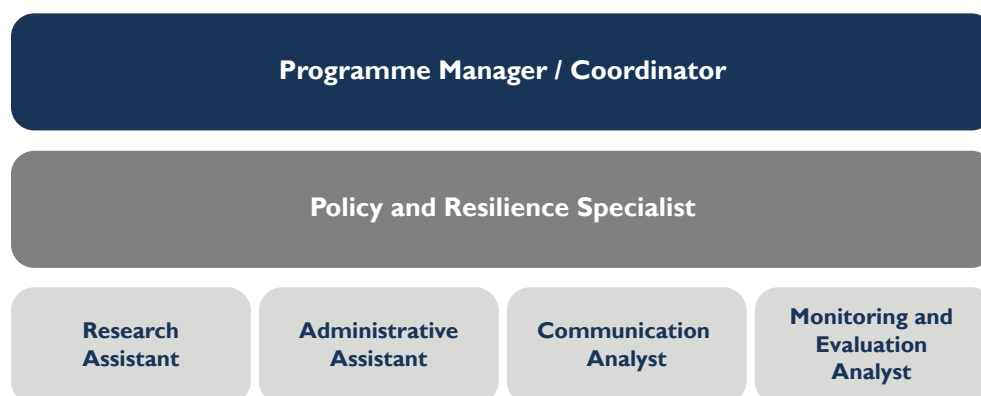 Programme Manager / Coordinator
Policy and Resilience Specialist
Research
Assistant
Administrative
Assistant
Communication
Analyst
Monitoring and
Evaluation
Analyst